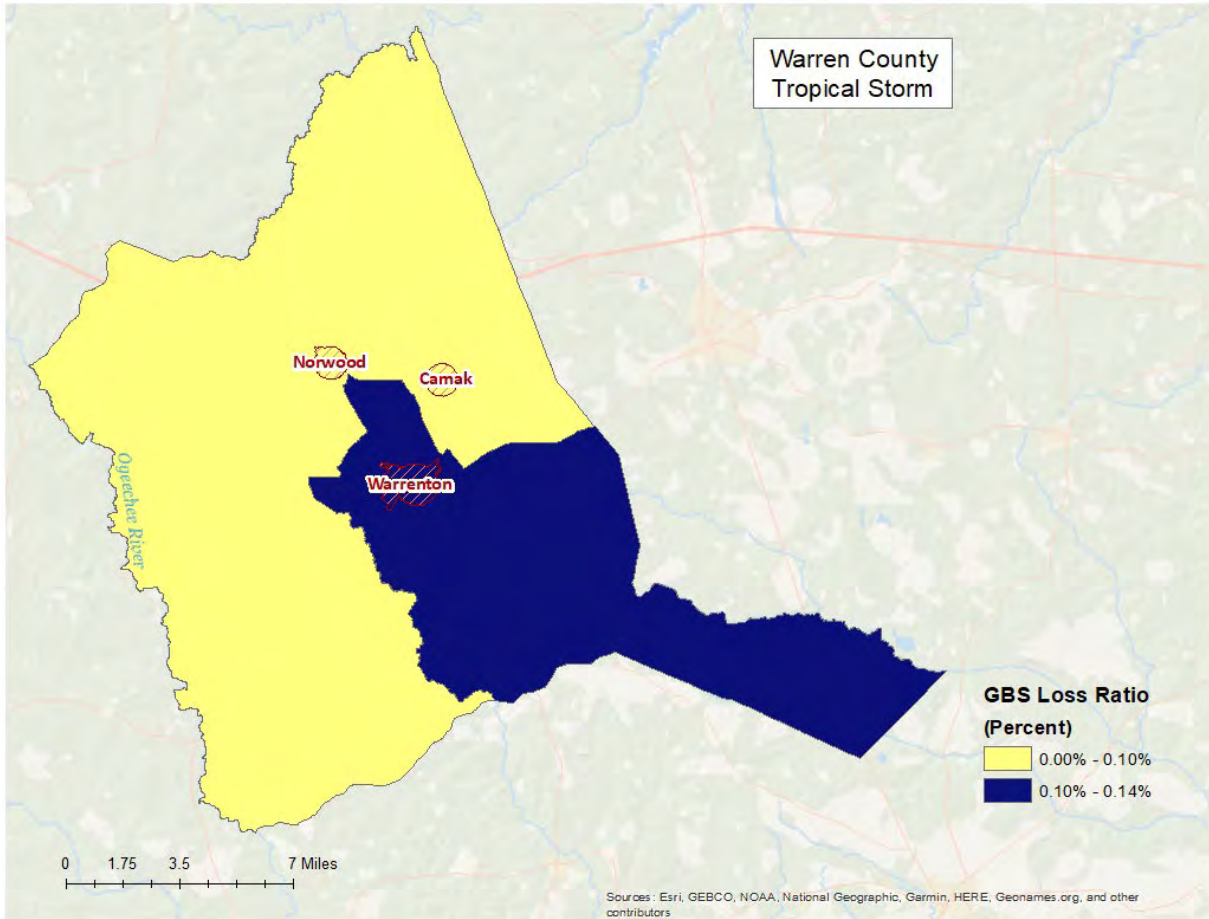 Warren County
Tropical Storm
Norwood
Camak
Warrenton
Ogeechee River
GBS Loss Ratio
(Percent)
0.00% - 0.10%
0.10% - 0.14%
0 1.75 3.5 7 Miles
Sources: Esri, GEBCO, NOAA, National Geographic, Garmin, HERE, Geonames.org, and other
contributors